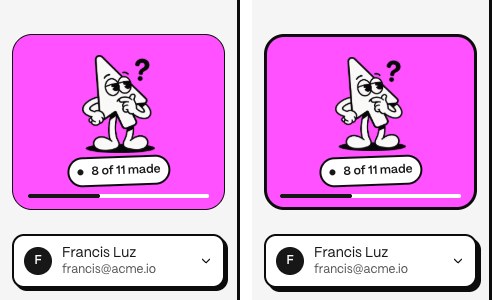 ?
8 of 11 made
F
Francis Luz
francis@acme.io
?
8 of 11 made
F
Francis Luz
francis@acme.io